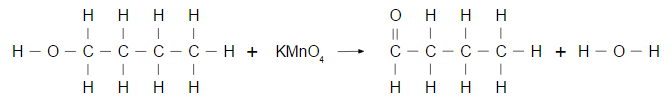 H H H H O H H H
H – O – C – C – C – C – H + KMnO₄ → C – C – C – C – H + H – O – H
H H H H H H H H